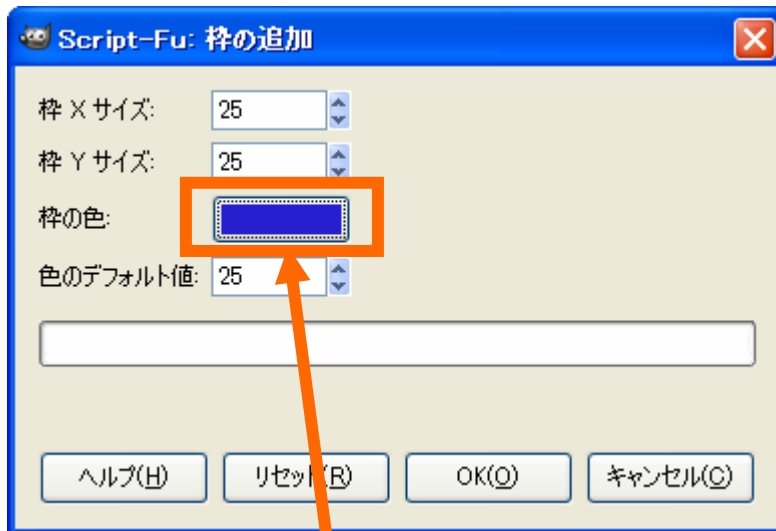 Script-Fu: 枠の追加
枠 X サイズ: 25
枠 Y サイズ: 25
枠の色:
色のデフォルト値: 25
ヘルプ(H) リセット(R) OK(O) キャンセル(C)